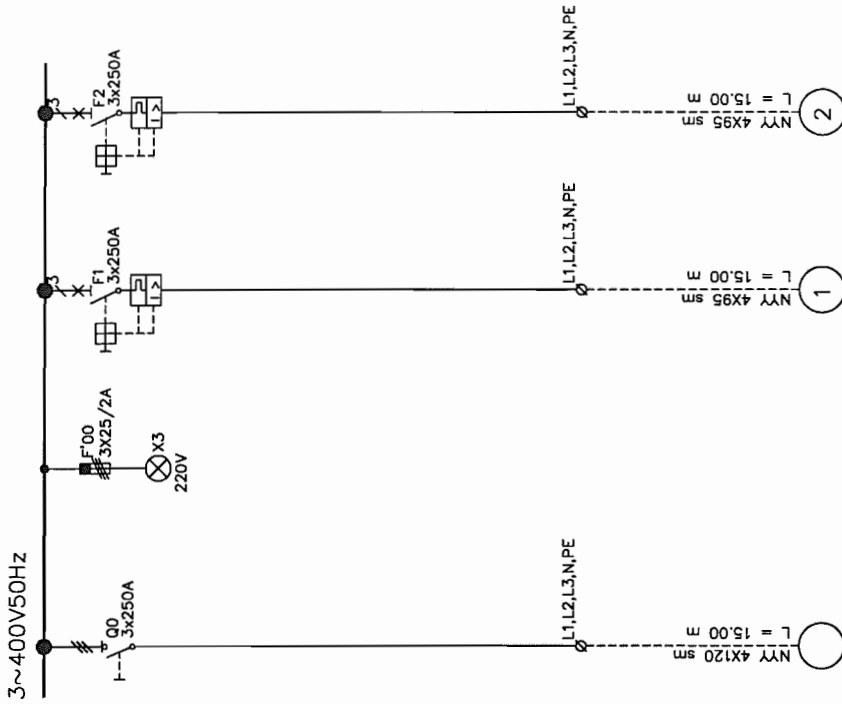 3~400V50Hz
Q0
3x250A
L1,L2,L3,N,PE
NYY 4X120 sm
L = 15.00 m
F'00
3X25/2A
X3
220V
3
F1
3x250A
I>
L1,L2,L3,N,PE
NYY 4X95 sm
L = 15.00 m
1
3
F2
3x250A
I>
L1,L2,L3,N,PE
NYY 4X95 sm
L = 15.00 m
2